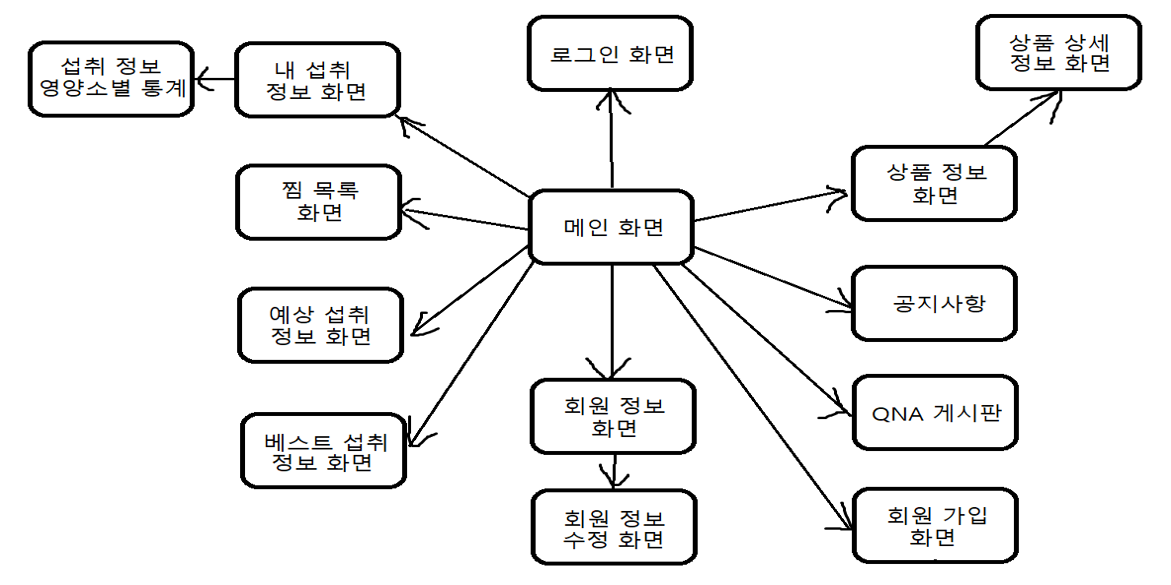 로그인 화면
상품 상세
정보 화면
섭취 정보
영양소별 통계
내 섭취
정보 화면
상품 정보
화면
찜 목록
화면
메인 화면
공지사항
예상 섭취
정보 화면
회원 정보
화면
QNA 게시판
베스트 섭취
정보 화면
회원 정보
수정 화면
회원 가입
화면